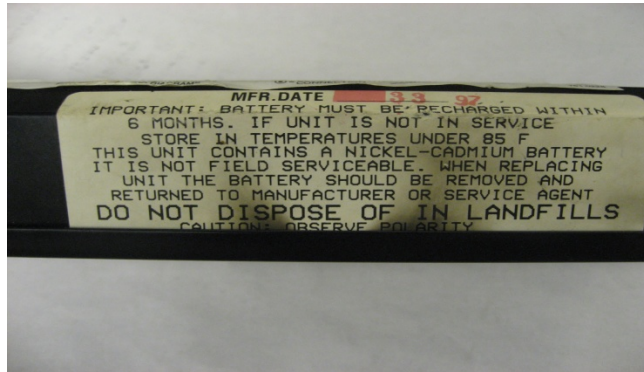 MFR.DATE 33 97
IMPORTANT: BATTERY MUST BE RECHARGED WITHIN
6 MONTHS. IF UNIT IS NOT IN SERVICE
STORE IN TEMPERATURES UNDER 85 F
THIS UNIT CONTAINS A NICKEL-CADMIUM BATTERY
IT IS NOT FIELD SERVICEABLE. WHEN REPLACING
UNIT THE BATTERY SHOULD BE REMOVED AND
RETURNED TO MANUFACTURER OR SERVICE AGENT
DO NOT DISPOSE OF IN LANDFILLS
CAUTION: OBSERVE POLARITY